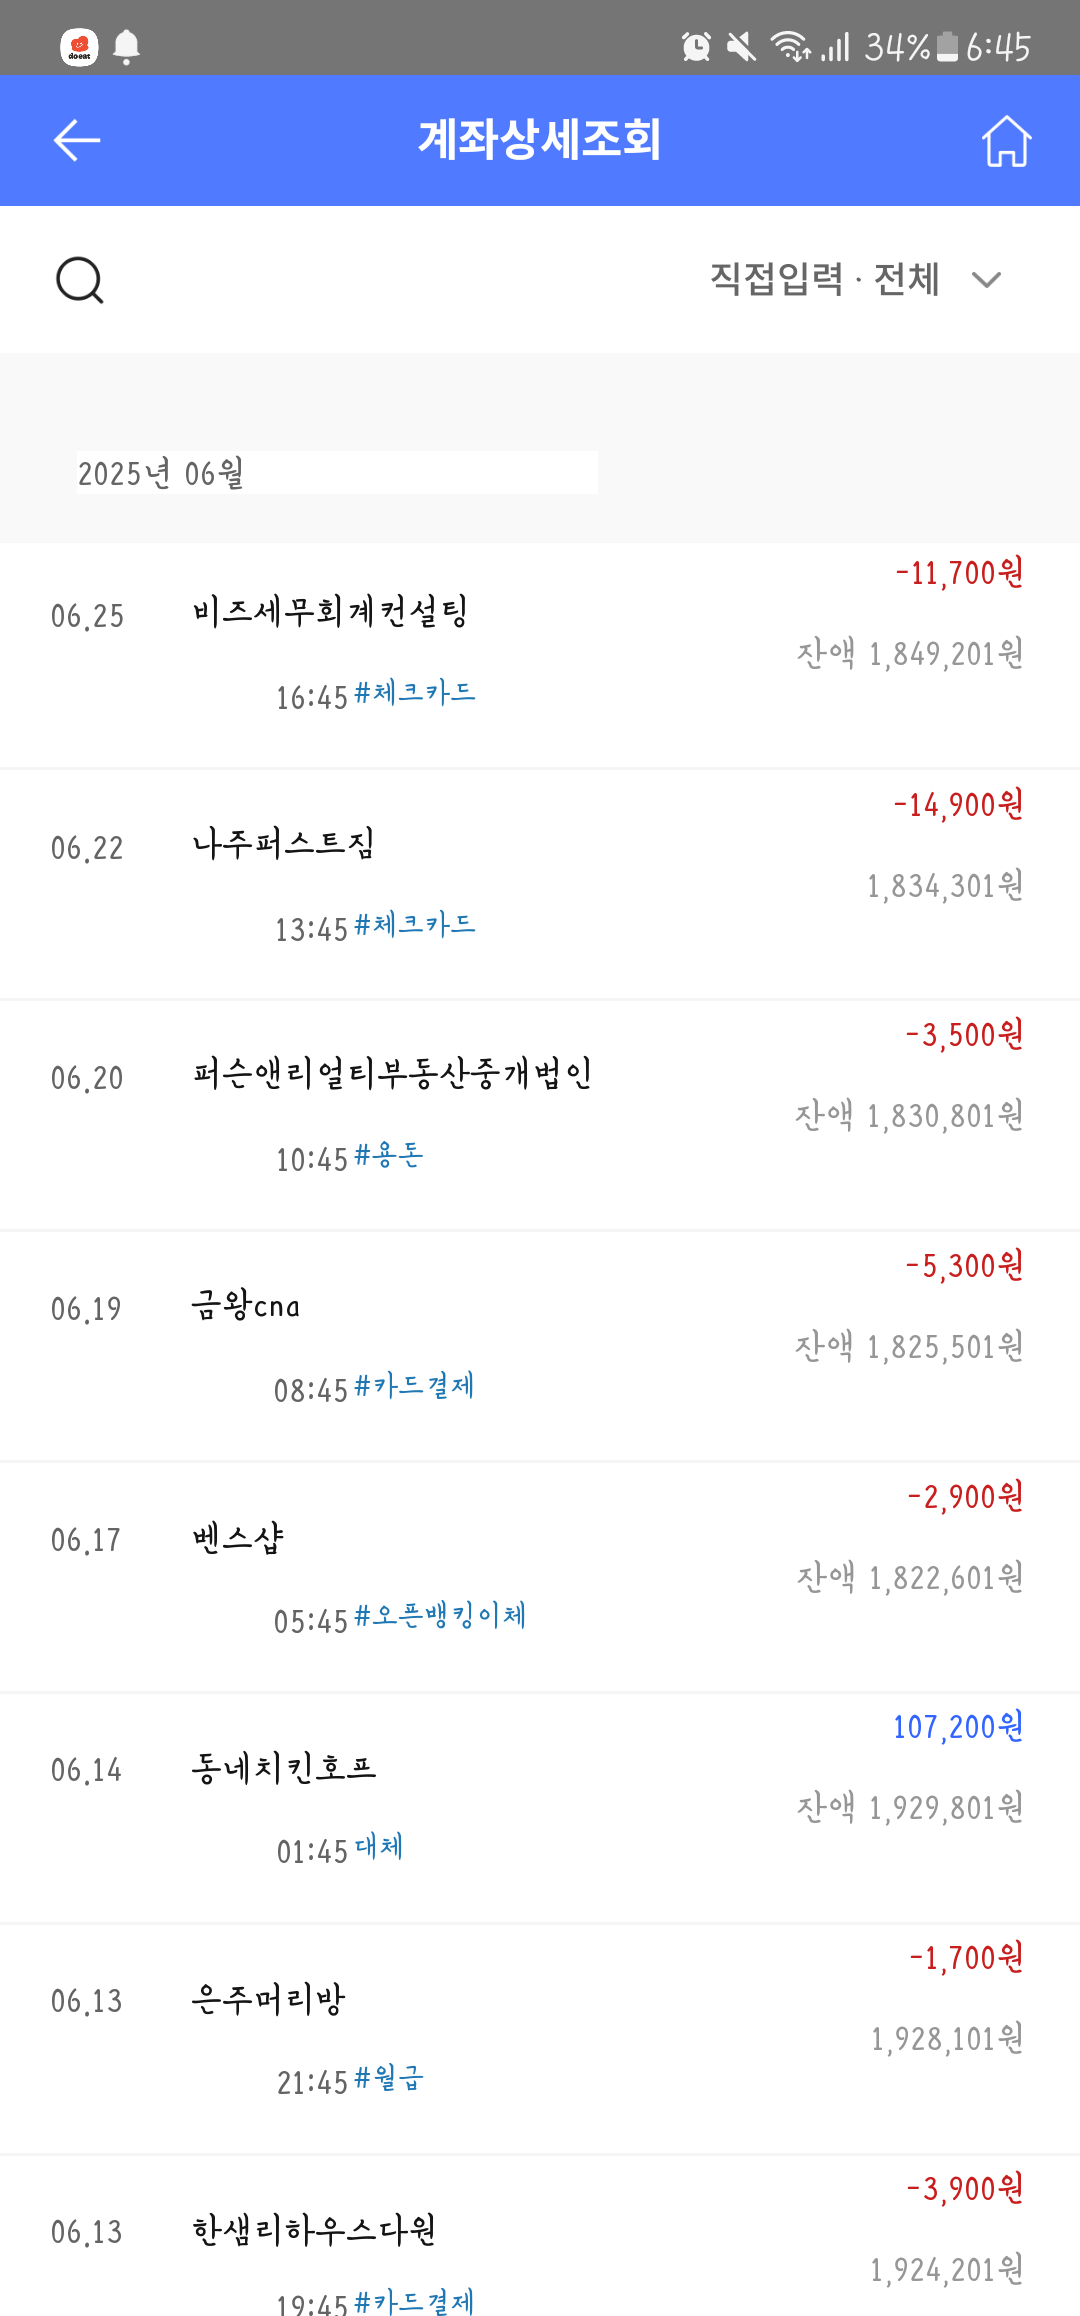 doeat
34% 6:45
계좌상세조회
직접입력 · 전체
2025년 06월
-11,700원
06.25 비즈세무회계컨설팅
잔액 1,849,201원
16:45 #체크카드
-14,900원
06.22 나주퍼스트짐
1,834,301원
13:45 #체크카드
-3,500원
06.20 퍼슨앤리얼티부동산중개법인
잔액 1,830,801원
10:45 #용돈
-5,300원
06.19 금왕cna
잔액 1,825,501원
08:45 #카드결제
-2,900원
06.17 벤스샵
잔액 1,822,601원
05:45 #오픈뱅킹이체
107,200원
06.14 동네치킨호프
잔액 1,929,801원
01:45 대체
-1,700원
06.13 은주머리방
1,928,101원
21:45 #월급
-3,900원
06.13 한샘리하우스다원
1,924,201원
19:45 #카드결제